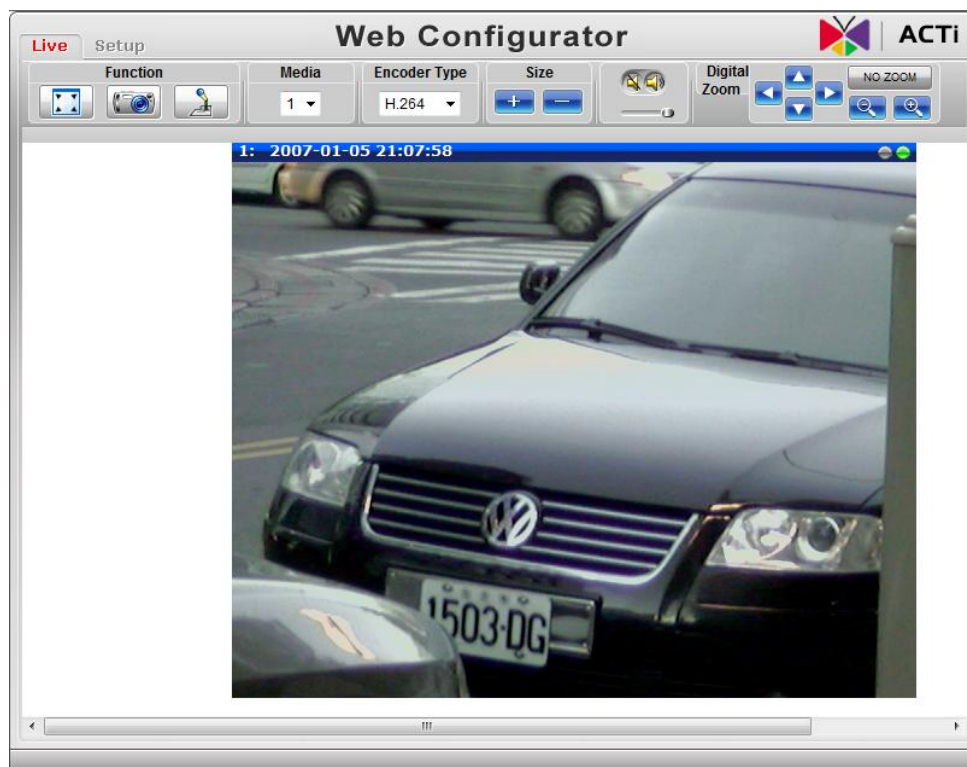 Web Configurator
ACTi
Live
Setup
Function
Media
Encoder Type
Size
Digital Zoom
NO ZOOM
1
H.264
1: 2007-01-05 21:07:58
1503-DG